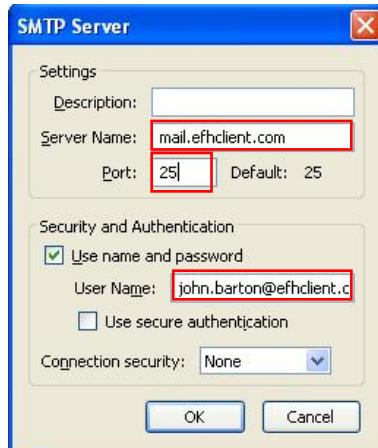 SMTP Server
Settings
Description:
Server Name: mail.efhclient.com
Port: 25 Default: 25
Security and Authentication
Use name and password
User Name: john.barton@efhclient.c
Use secure authentication
Connection security: None
OK Cancel